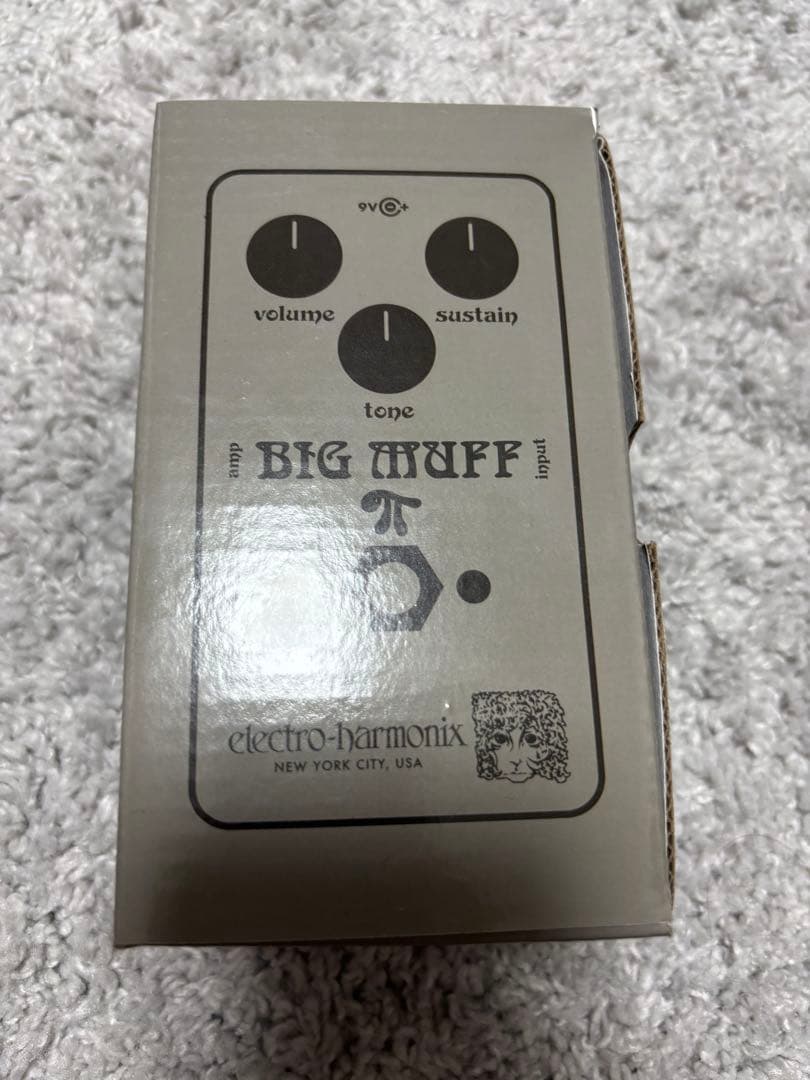 9V +
volume
sustain
tone
amp
BIG MUFF
input
π
electro-harmonix
NEW YORK CITY, USA